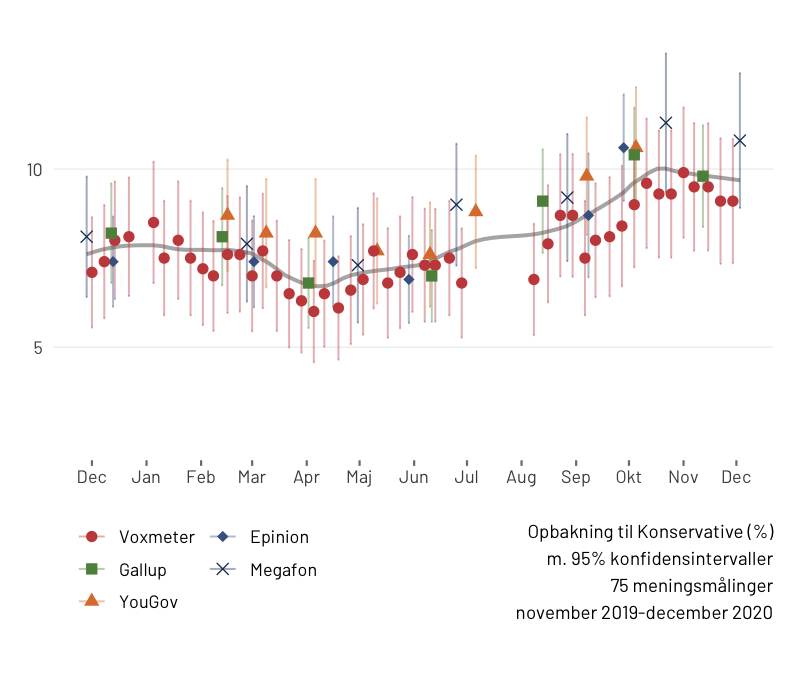 10
5
Dec Jan Feb Mar Apr Maj Jun Jul Aug Sep Okt Nov Dec
Voxmeter Epinion
Gallup Megafon
YouGov
Opbakning til Konservative (%)
m. 95% konfidensintervaller
75 meningsmålinger
november 2019-december 2020